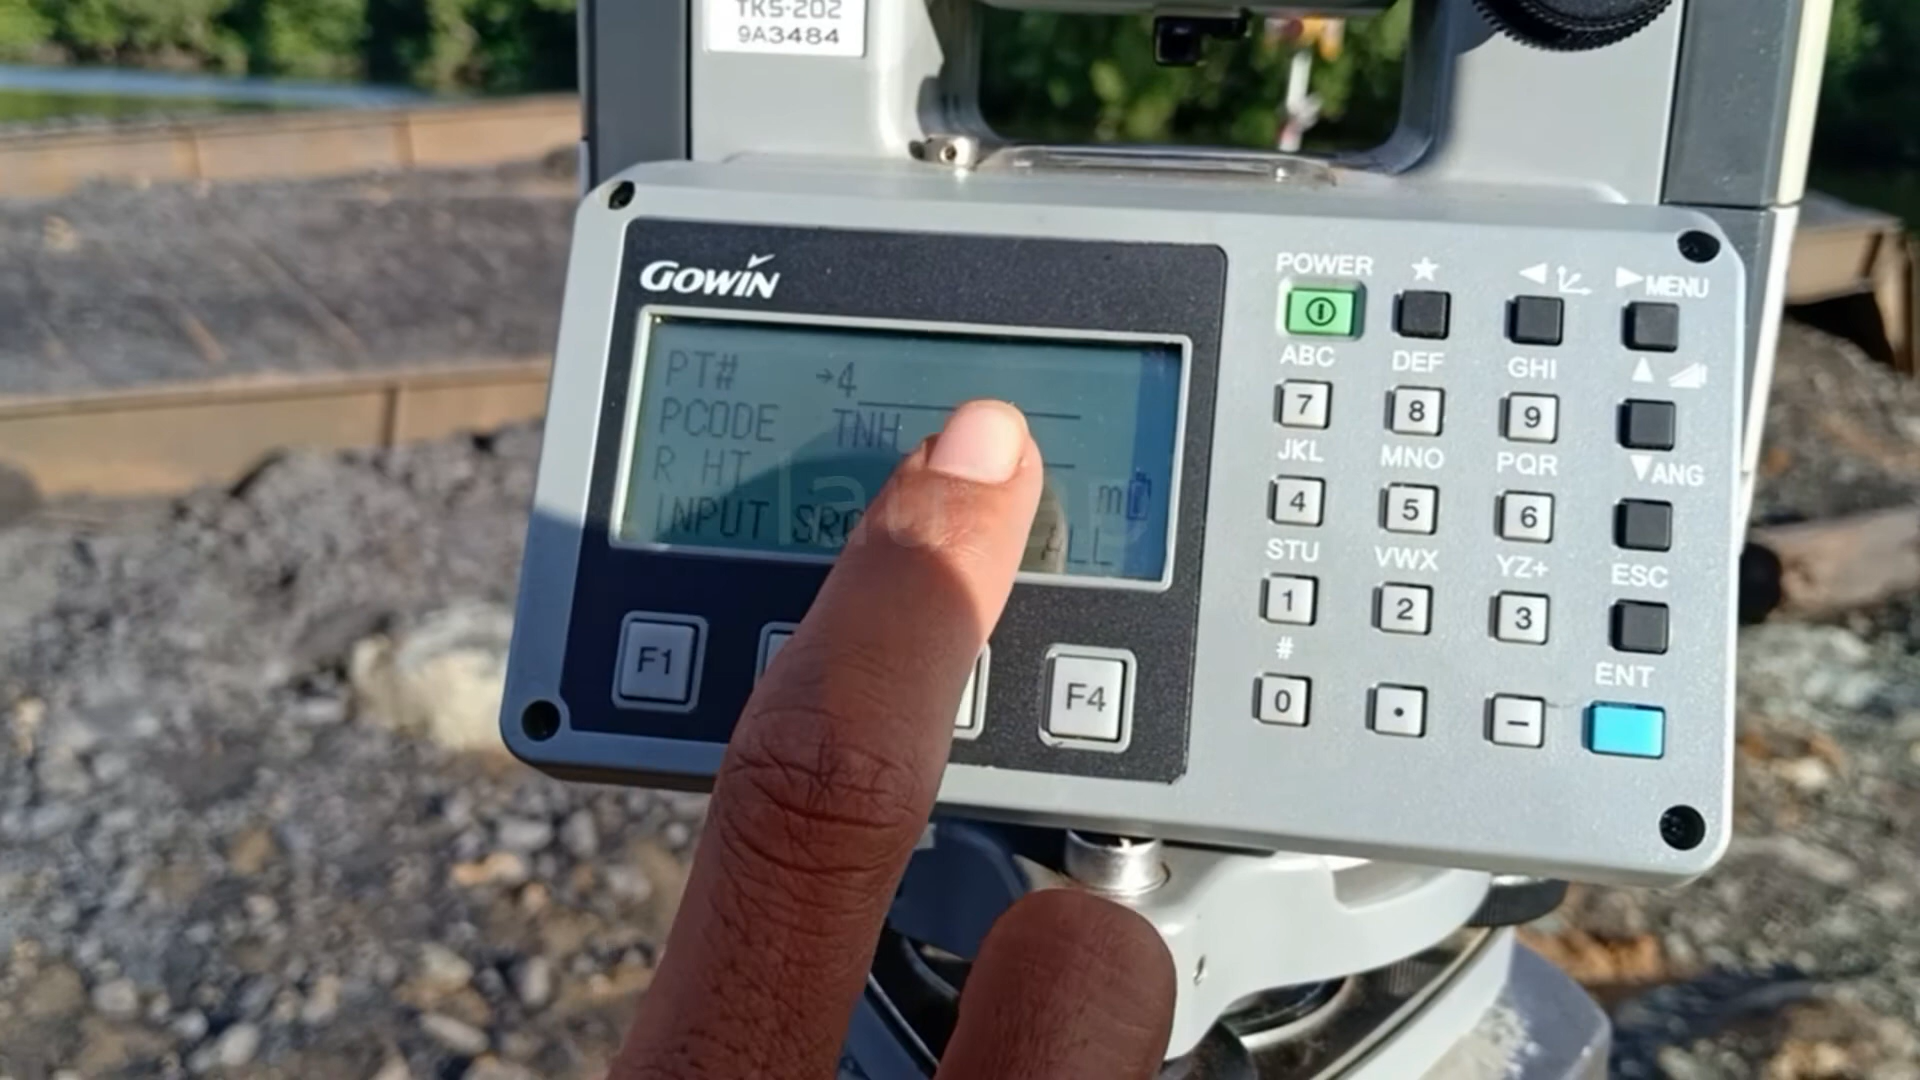 TKS-202
9A3484
GOWIN
PT# →4
PCODE TNH
R HT m
INPUT ALL
F1 F4
POWER ★ ◀ ▶MENU
ABC DEF GHI ▲
7 8 9
JKL MNO PQR ▼ANG
4 5 6
STU VWX YZ+ ESC
1 2 3
# ENT
0 . −